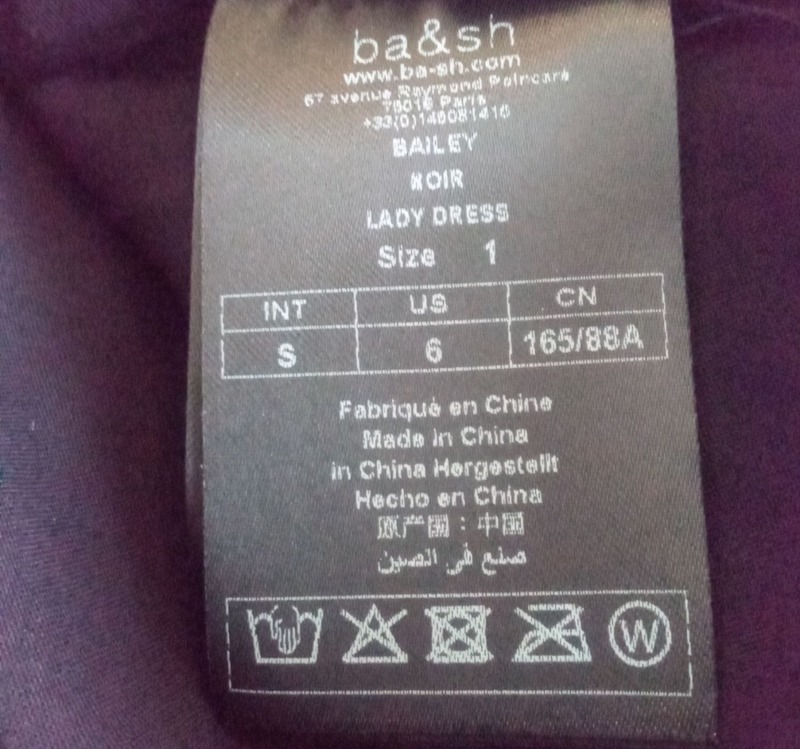 ba&sh
www.ba-sh.com
67 avenue Raymond Poincaré
75016 Paris
+33(0)146081416
BAILEY
NOIR
LADY DRESS
Size 1
INT US CN
S 6 165/88A
Fabriqué en Chine
Made in China
in China Hergestellt
Hecho en China
原产国：中国
صنع في الصين
W